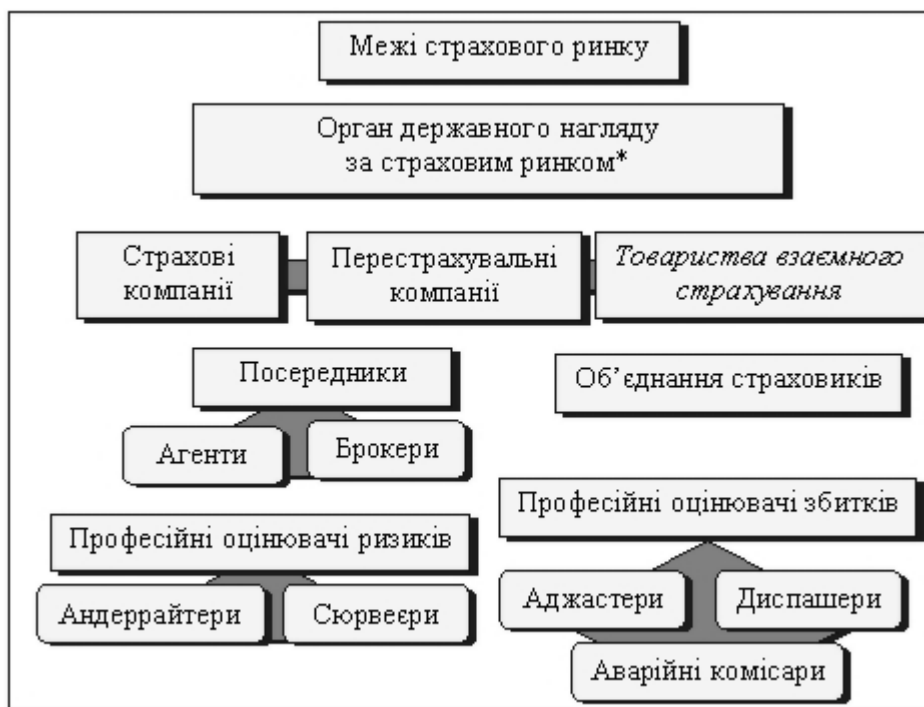 Межі страхового ринку
Орган державного нагляду
за страховим ринком*
Страхові
компанії
Перестрахувальні
компанії
Товариства взаємного
страхування
Посередники
Агенти
Брокери
Об’єднання страховиків
Професійні оцінювачі ризиків
Андеррайтери
Сюрвеєри
Професійні оцінювачі збитків
Аджастери
Диспашери
Аварійні комісари